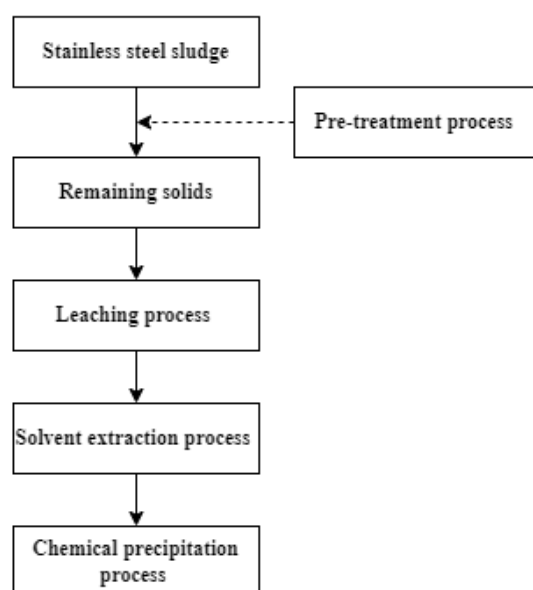 Stainless steel sludge
Pre-treatment process
Remaining solids
Leaching process
Solvent extraction process
Chemical precipitation
process